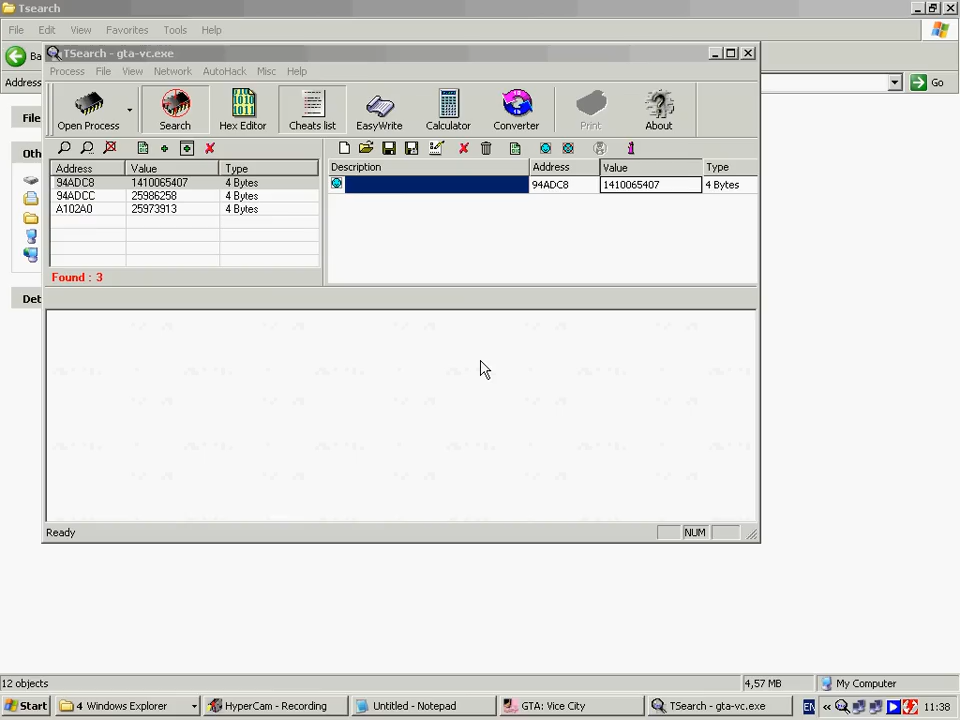 Tsearch
File Edit View Favorites Tools Help
Ba
Address
Go
File
Oth
Det
TSearch - gta-vc.exe
Process File View Network AutoHack Misc Help
Open Process Search Hex Editor Cheats list EasyWrite Calculator Converter Print About
Address Value Type
94ADC8 1410065407 4 Bytes
94ADCC 25986258 4 Bytes
A102A0 25973913 4 Bytes
Found : 3
Description Address Value Type
94ADC8 1410065407 4 Bytes
Ready
NUM
12 objects 4,57 MB My Computer
Start 4 Windows Explorer HyperCam - Recording Untitled - Notepad GTA: Vice City TSearch - gta-vc.exe EN « 11:38